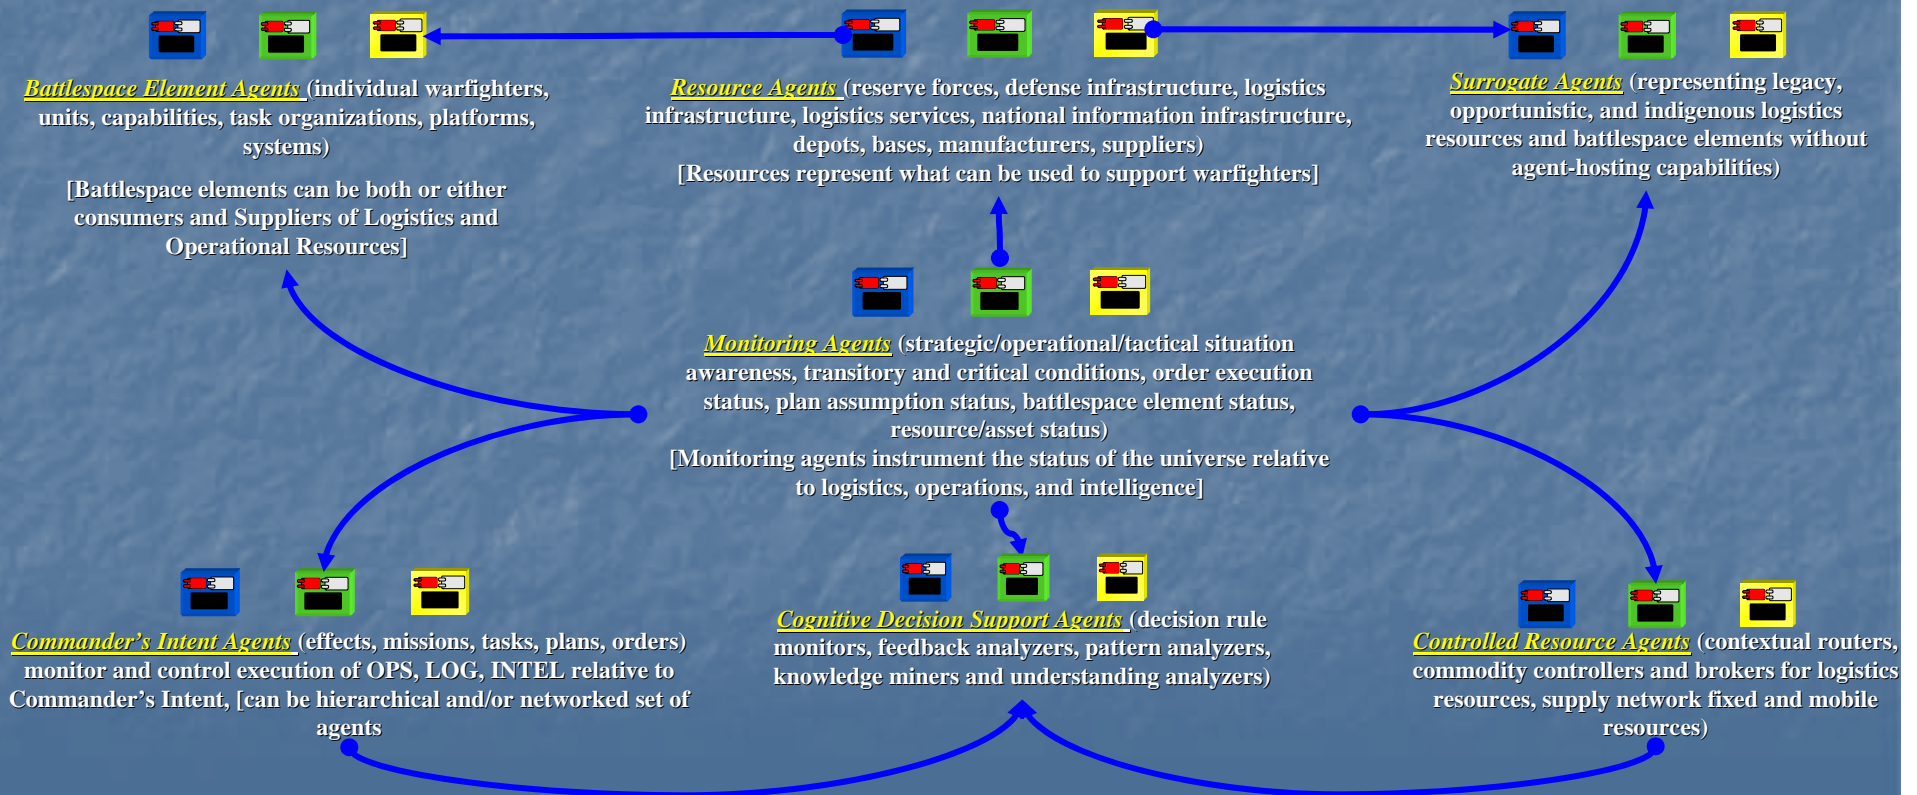 Battlespace Element Agents (individual warfighters,
units, capabilities, task organizations, platforms,
systems)
[Battlespace elements can be both or either
consumers and Suppliers of Logistics and
Operational Resources]
Resource Agents (reserve forces, defense infrastructure, logistics
infrastructure, logistics services, national information infrastructure,
depots, bases, manufacturers, suppliers)
[Resources represent what can be used to support warfighters]
Surrogate Agents (representing legacy,
opportunistic, and indigenous logistics
resources and battlespace elements without
agent-hosting capabilities)
Monitoring Agents (strategic/operational/tactical situation
awareness, transitory and critical conditions, order execution
status, plan assumption status, battlespace element status,
resource/asset status)
[Monitoring agents instrument the status of the universe relative
to logistics, operations, and intelligence]
Commander's Intent Agents (effects, missions, tasks, plans, orders)
monitor and control execution of OPS, LOG, INTEL relative to
Commander's Intent, [can be hierarchical and/or networked set of
agents
Cognitive Decision Support Agents (decision rule
monitors, feedback analyzers, pattern analyzers,
knowledge miners and understanding analyzers)
Controlled Resource Agents (contextual routers,
commodity controllers and brokers for logistics
resources, supply network fixed and mobile
resources)